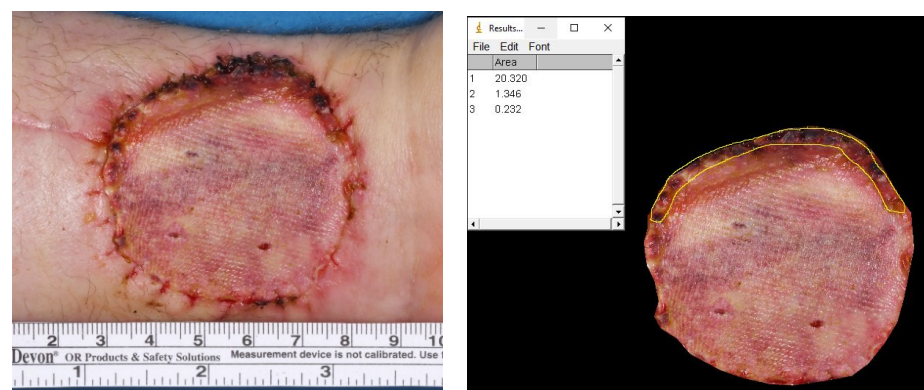 2 3 4 5 6 7 8 9 10
Devon® OR Products & Safety Solutions Measurement device is not calibrated. Use f
1 2 3
Results...
File Edit Font
Area
1 20.320
2 1.346
3 0.232